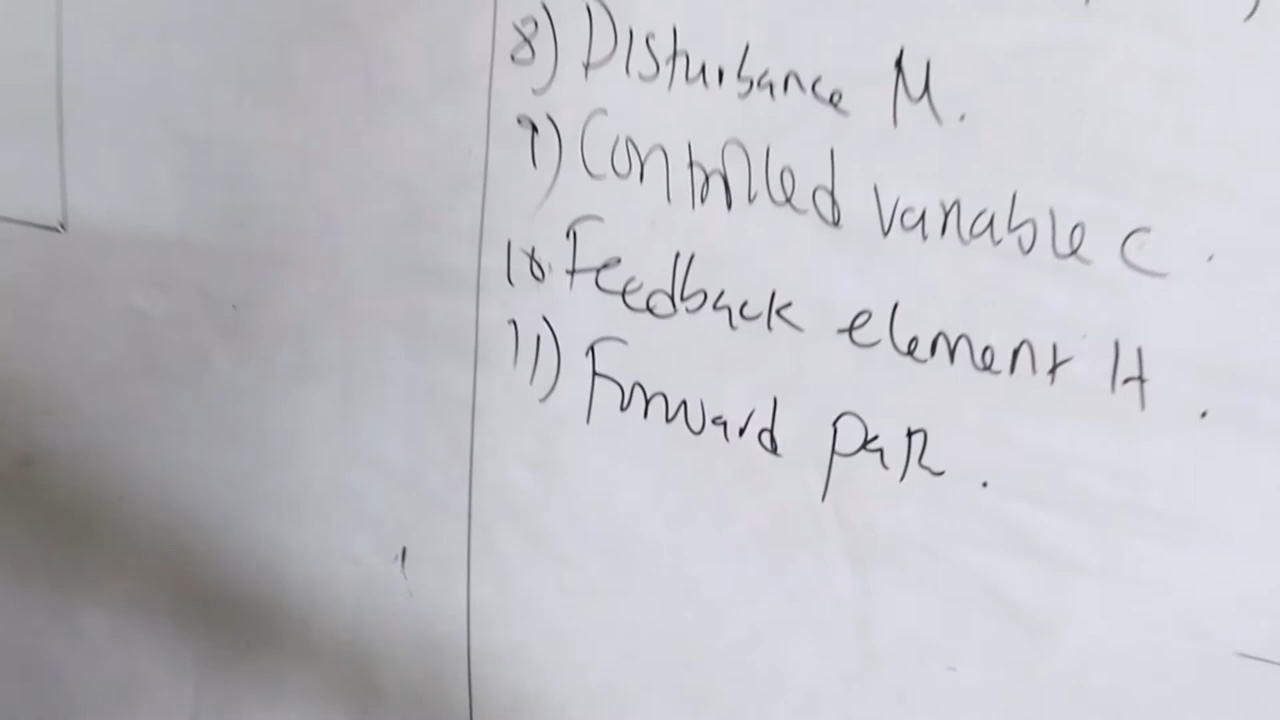 8) Disturbance M.
9) Controlled variable C.
10. Feedback element H.
11) Forward path.